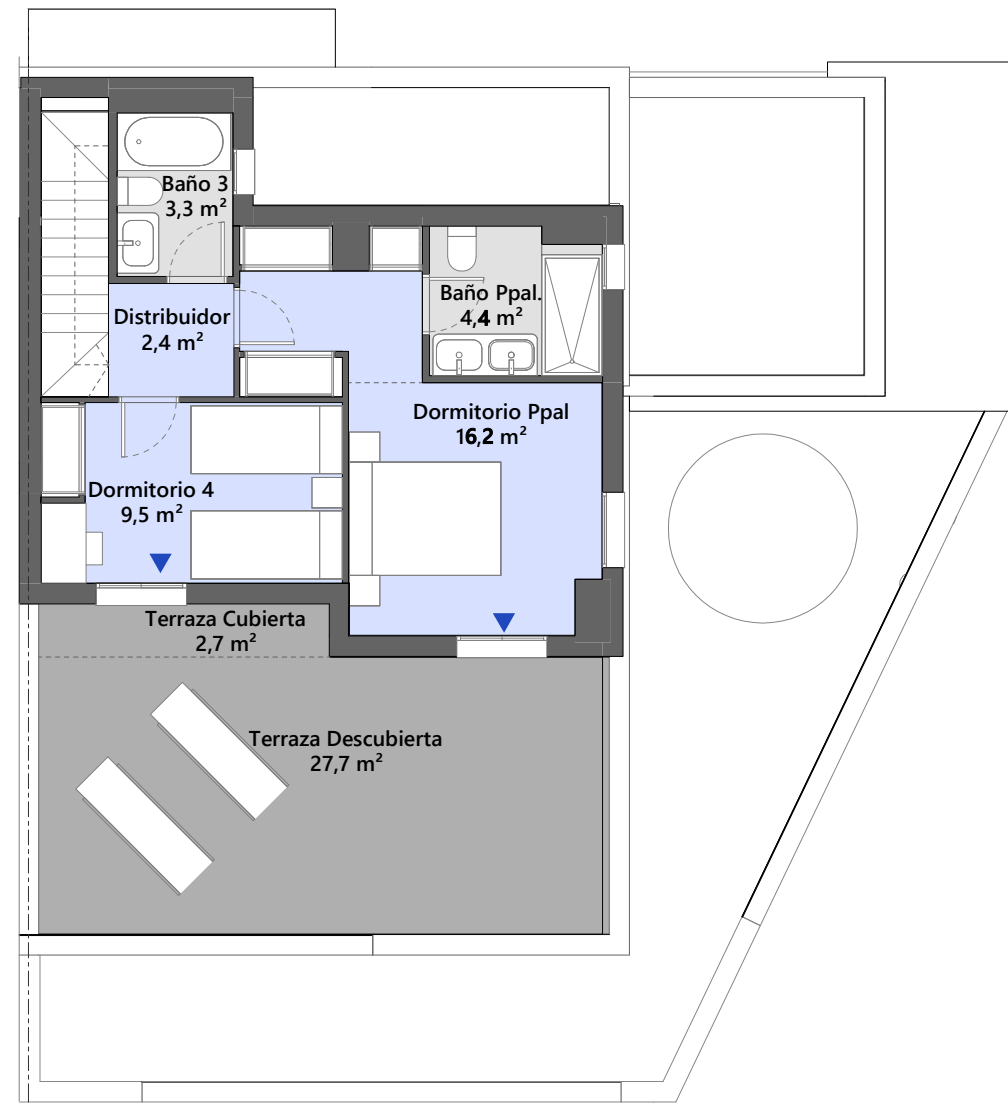 Baño 3
3,3 m²
Distribuidor
2,4 m²
Baño Ppal.
4,4 m²
Dormitorio Ppal
16,2 m²
Dormitorio 4
9,5 m²
Terraza Cubierta
2,7 m²
Terraza Descubierta
27,7 m²